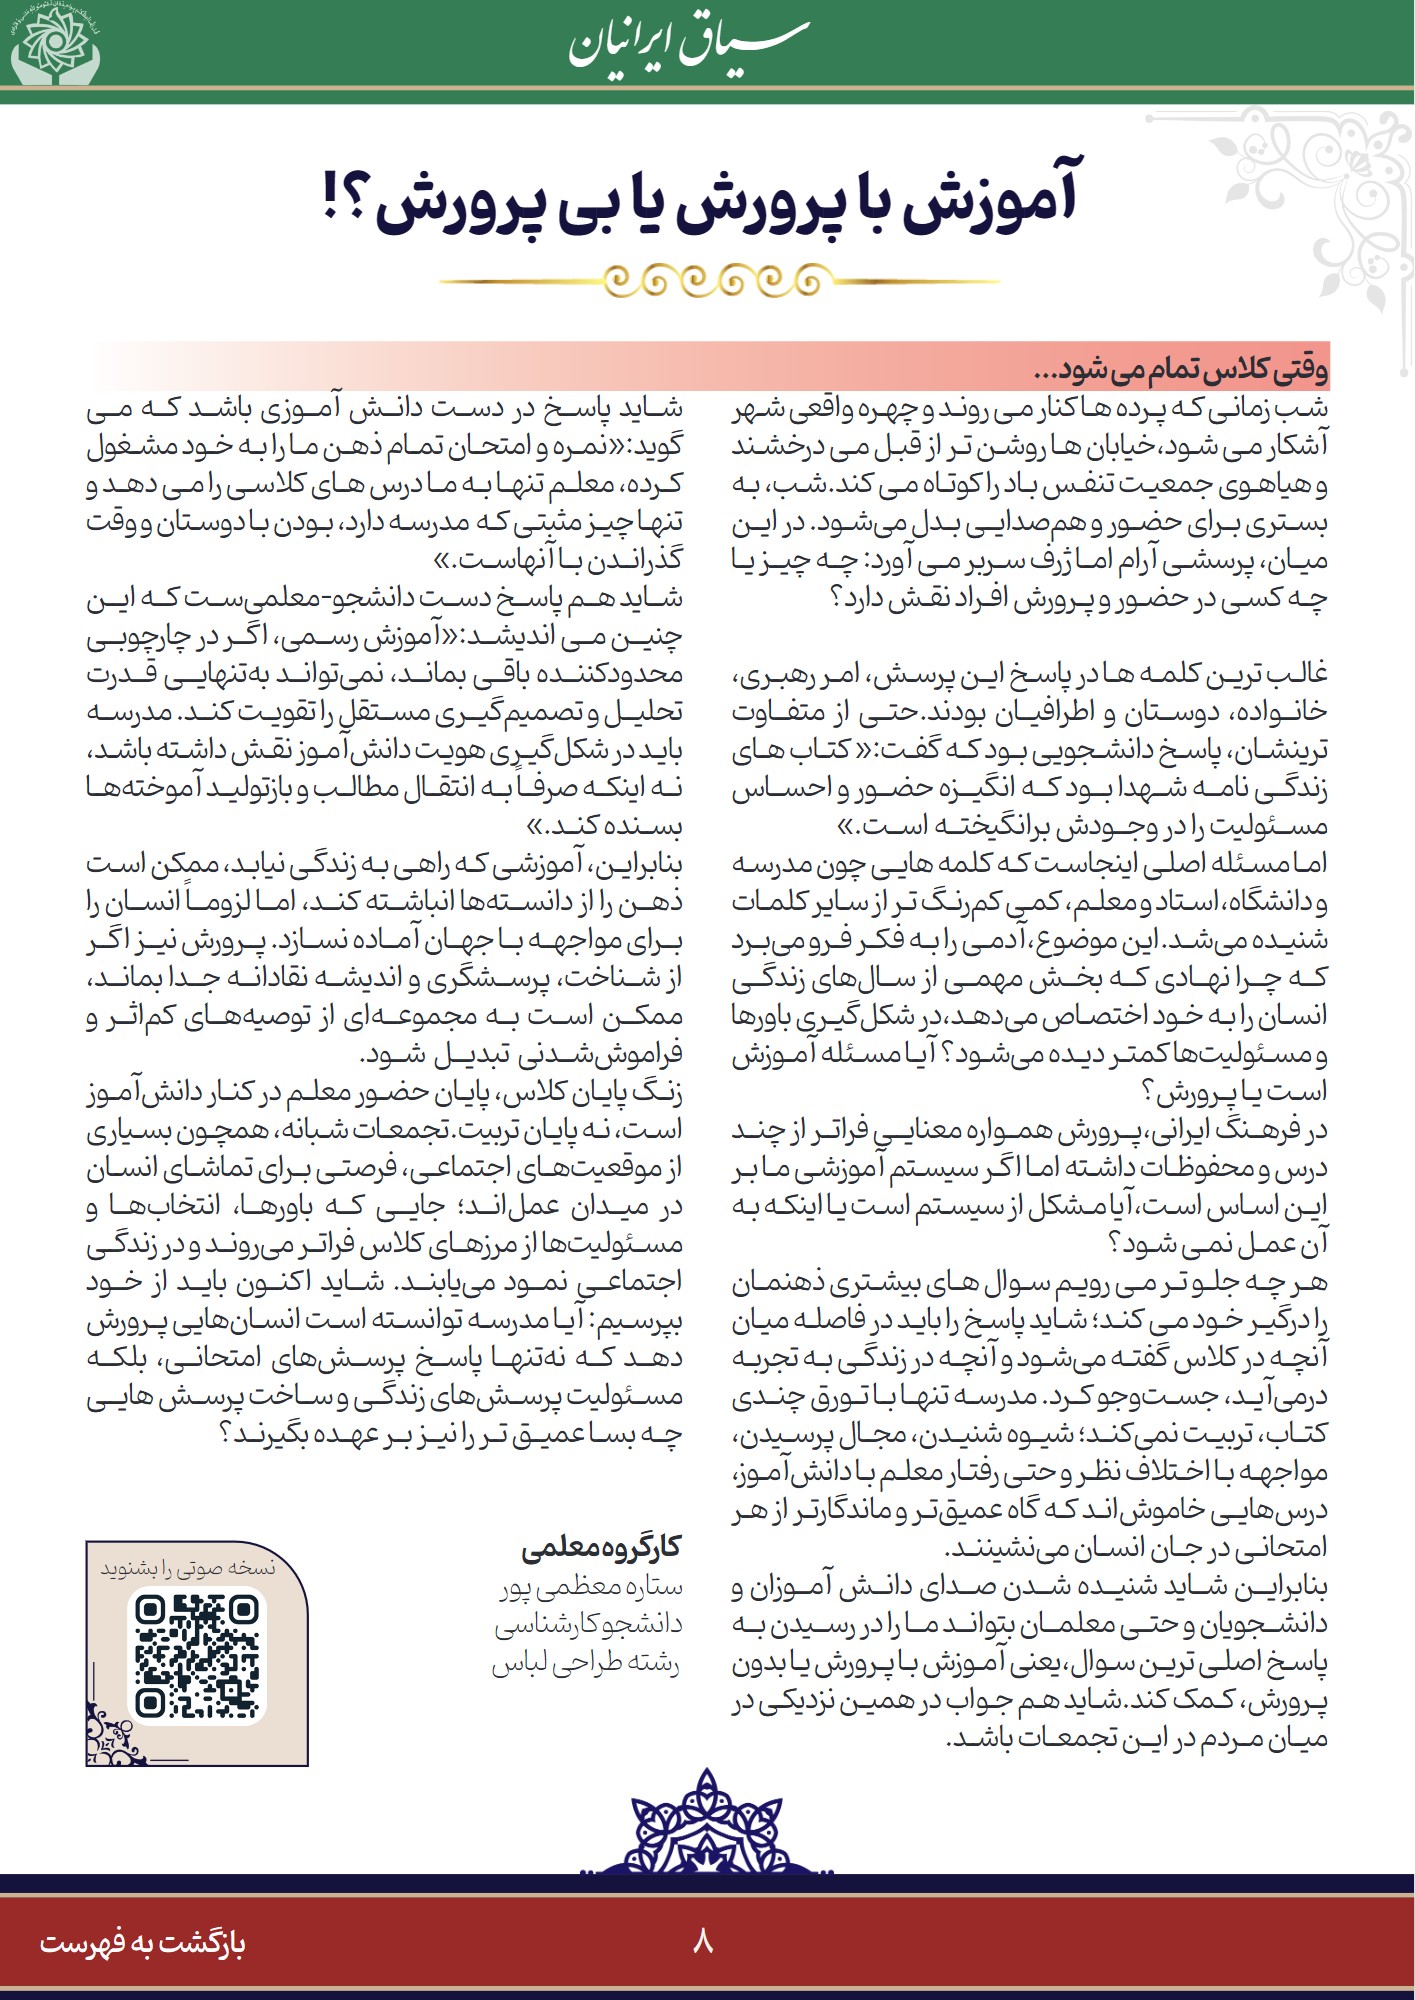 سیاق ایرانیان
آموزش با پرورش یا بی پرورش؟!
وقتی کلاس تمام می شود...
شب زمانی که پرده ها کنار می روند و چهره واقعی شهر
آشکار می شود،خیابان ها روشن تر از قبل می درخشند
و هیاهوی جمعیت تنفس باد را کوتاه می کند.شب، به
بستری برای حضور و هم‌صدایی بدل می‌شود. در این
میان، پرسشی آرام اما ژرف سربر می آورد: چه چیز یا
چه کسی در حضور و پرورش افراد نقش دارد؟
غالب ترین کلمه ها در پاسخ این پرسش، امر رهبری،
خانواده، دوستان و اطرافیان بودند.حتی از متفاوت
ترینشان، پاسخ دانشجویی بود که گفت:« کتاب های
زندگی نامه شهدا بود که انگیزه حضور و احساس
مسئولیت را در وجودش برانگیخته است.»
اما مسئله اصلی اینجاست که کلمه هایی چون مدرسه
و دانشگاه،استاد و معلم، کمی کم‌رنگ تر از سایر کلمات
شنیده می‌شد.این موضوع،آدمی را به فکر فرو می‌برد
که چرا نهادی که بخش مهمی از سال‌های زندگی
انسان را به خود اختصاص می‌دهد،در شکل‌گیری باورها
و مسئولیت‌ها کمتر دیده می‌شود؟ آیا مسئله آموزش
است یا پرورش؟
در فرهنگ ایرانی،پرورش همواره معنایی فراتر از چند
درس و محفوظات داشته اما اگر سیستم آموزشی ما بر
این اساس است،آیا مشکل از سیستم است یا اینکه به
آن عمل نمی شود؟
هر چه جلو تر می رویم سوال های بیشتری ذهنمان
را درگیر خود می کند؛ شاید پاسخ را باید در فاصله میان
آنچه در کلاس گفته می‌شود و آنچه در زندگی به تجربه
درمی‌آید، جست‌وجو کرد. مدرسه تنها با تورق چندی
کتاب، تربیت نمی‌کند؛ شیوه شنیدن، مجال پرسیدن،
مواجهه با اختلاف نظر و حتی رفتار معلم با دانش‌آموز،
درس‌هایی خاموش‌اند که گاه عمیق‌تر و ماندگارتر از هر
امتحانی در جان انسان می‌نشینند.
بنابراین شاید شنیده شدن صدای دانش آموزان و
دانشجویان و حتی معلمان بتواند ما را در رسیدن به
پاسخ اصلی ترین سوال،یعنی آموزش با پرورش یا بدون
پرورش، کمک کند.شاید هم جواب در همین نزدیکی در
میان مردم در این تجمعات باشد.
شاید پاسخ در دست دانش آموزی باشد که می
گوید:«نمره و امتحان تمام ذهن ما را به خود مشغول
کرده، معلم تنها به ما درس های کلاسی را می دهد و
تنها چیز مثبتی که مدرسه دارد، بودن با دوستان و وقت
گذراندن با آنهاست.»
شاید هم پاسخ دست دانشجو-معلمی‌ست که این
چنین می اندیشد:«آموزش رسمی، اگر در چارچوبی
محدودکننده باقی بماند، نمی‌تواند به‌تنهایی قدرت
تحلیل و تصمیم‌گیری مستقل را تقویت کند. مدرسه
باید در شکل‌گیری هویت دانش‌آموز نقش داشته باشد،
نه اینکه صرفاً به انتقال مطالب و بازتولید آموخته‌ها
بسنده کند.»
بنابراین، آموزشی که راهی به زندگی نیابد، ممکن است
ذهن را از دانسته‌ها انباشته کند، اما لزوماً انسان را
برای مواجهه با جهان آماده نسازد. پرورش نیز اگر
از شناخت، پرسشگری و اندیشه نقادانه جدا بماند،
ممکن است به مجموعه‌ای از توصیه‌های کم‌اثر و
فراموش‌شدنی تبدیل شود.
زنگ پایان کلاس، پایان حضور معلم در کنار دانش‌آموز
است، نه پایان تربیت.تجمعات شبانه، همچون بسیاری
از موقعیت‌های اجتماعی، فرصتی برای تماشای انسان
در میدان عمل‌اند؛ جایی که باورها، انتخاب‌ها و
مسئولیت‌ها از مرزهای کلاس فراتر می‌روند و در زندگی
اجتماعی نمود می‌یابند. شاید اکنون باید از خود
بپرسیم: آیا مدرسه توانسته است انسان‌هایی پرورش
دهد که نه‌تنها پاسخ پرسش‌های امتحانی، بلکه
مسئولیت پرسش‌های زندگی و ساخت پرسش هایی
چه بسا عمیق تر را نیز بر عهده بگیرند؟
کارگروه معلمی
ستاره معظمی پور
دانشجو کارشناسی
رشته طراحی لباس
نسخه صوتی را بشنوید
۸
بازگشت به فهرست